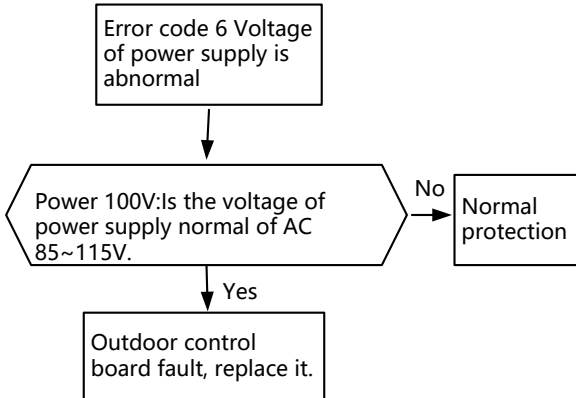 Error code 6 Voltage
of power supply is
abnormal
Power 100V:Is the voltage of
power supply normal of AC
85~115V.
No
Normal
protection
Yes
Outdoor control
board fault, replace it.